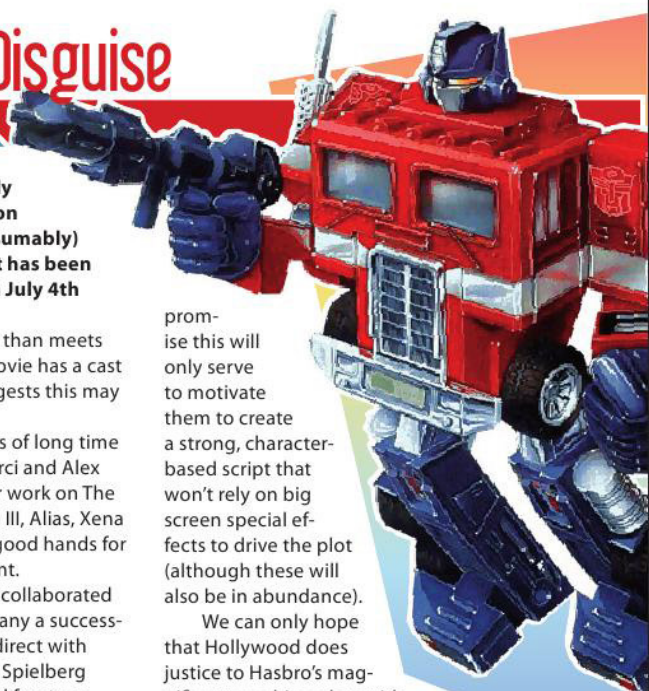 Disguise
on
sumably)
t has been
July 4th
than meets
ovie has a cast
gests this may
s of long time
rci and Alex
r work on The
III, Alias, Xena
good hands for
nt.
collaborated
any a success-
direct with
Spielberg
prom-
ise this will
only serve
to motivate
them to create
a strong, character-
based script that
won't rely on big
screen special ef-
fects to drive the plot
(although these will
also be in abundance).
We can only hope
that Hollywood does
justice to Hasbro's mag-